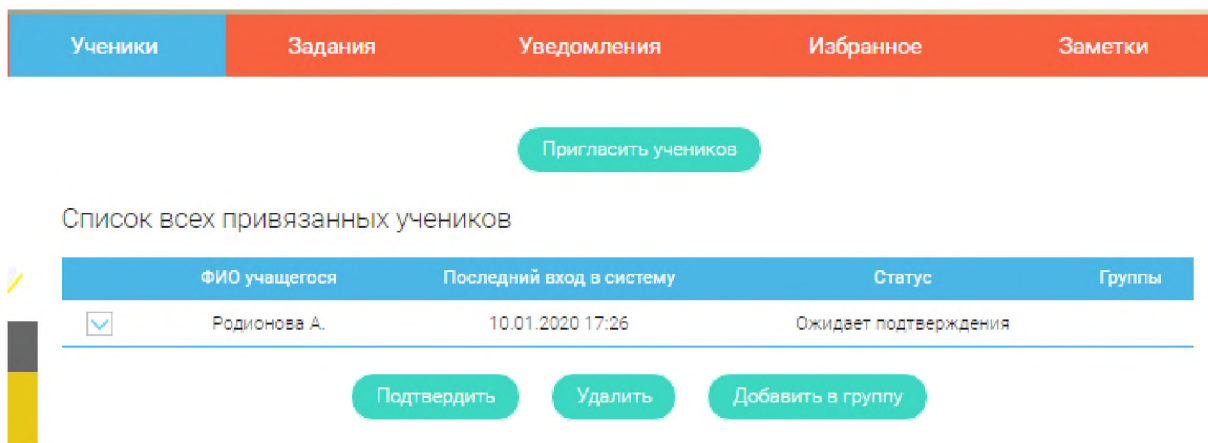 Ученики Задания Уведомления Избранное Заметки
Пригласить учеников
Список всех привязанных учеников
ФИО учащегося Последний вход в систему Статус Группы
Родионова А. 10.01.2020 17:26 Ожидает подтверждения
Подтвердить Удалить Добавить в группу